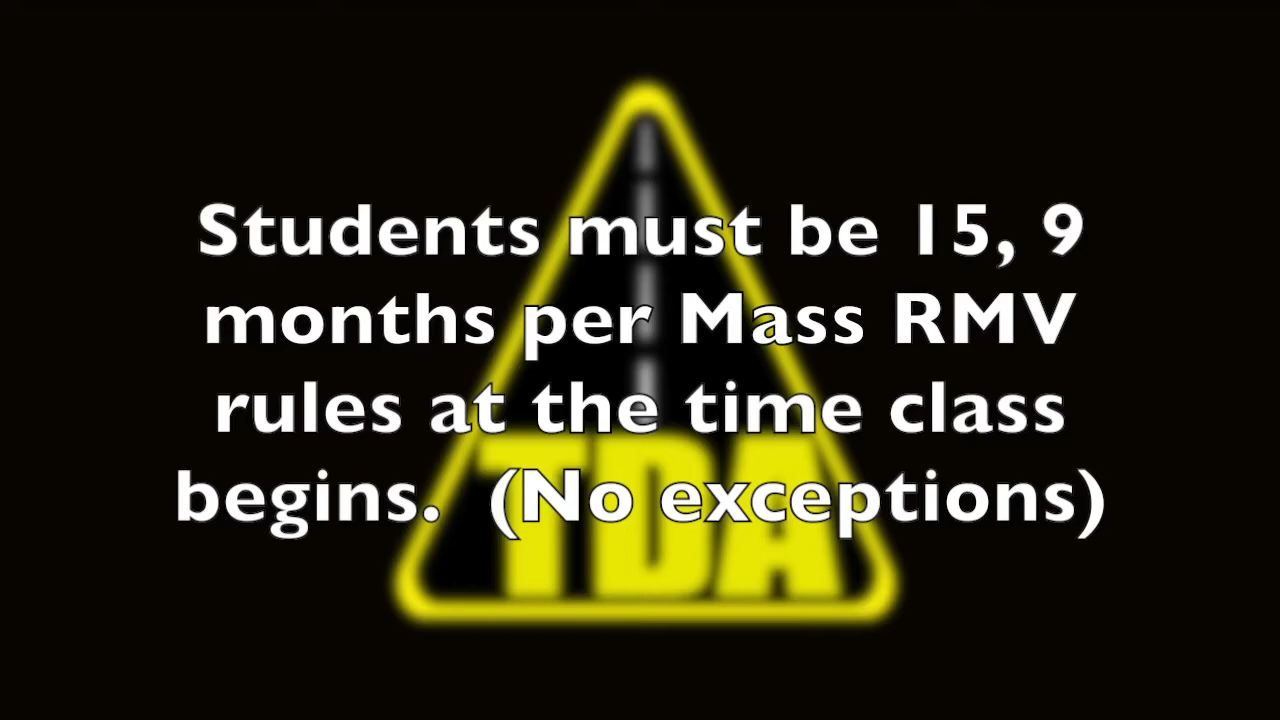 Students must be 15, 9
months per Mass RMV
rules at the time class
begins.  (No exceptions)
TDA